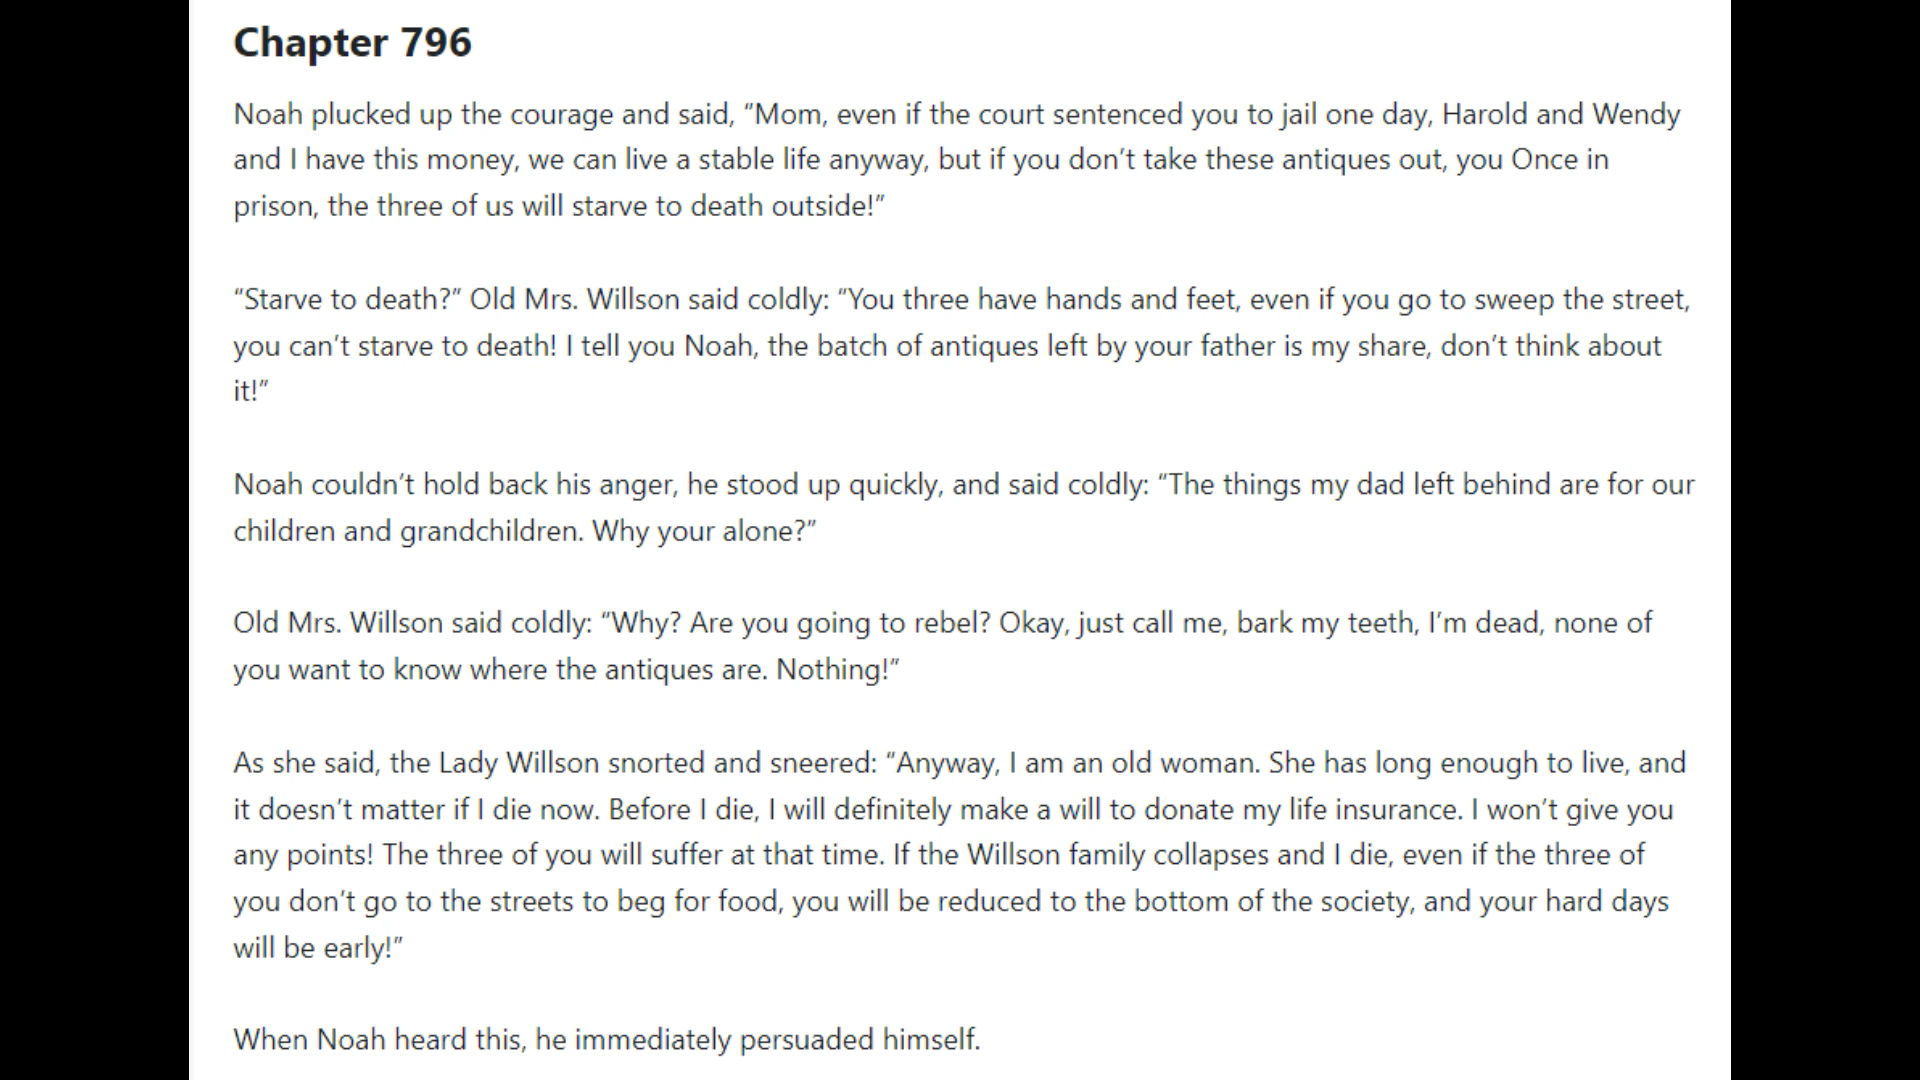 Chapter 796
Noah plucked up the courage and said, “Mom, even if the court sentenced you to jail one day, Harold and Wendy
and I have this money, we can live a stable life anyway, but if you don’t take these antiques out, you Once in
prison, the three of us will starve to death outside!”
“Starve to death?” Old Mrs. Willson said coldly: “You three have hands and feet, even if you go to sweep the street,
you can’t starve to death! I tell you Noah, the batch of antiques left by your father is my share, don’t think about
it!”
Noah couldn’t hold back his anger, he stood up quickly, and said coldly: “The things my dad left behind are for our
children and grandchildren. Why your alone?”
Old Mrs. Willson said coldly: “Why? Are you going to rebel? Okay, just call me, bark my teeth, I’m dead, none of
you want to know where the antiques are. Nothing!”
As she said, the Lady Willson snorted and sneered: “Anyway, I am an old woman. She has long enough to live, and
it doesn’t matter if I die now. Before I die, I will definitely make a will to donate my life insurance. I won’t give you
any points! The three of you will suffer at that time. If the Willson family collapses and I die, even if the three of
you don’t go to the streets to beg for food, you will be reduced to the bottom of the society, and your hard days
will be early!”
When Noah heard this, he immediately persuaded himself.